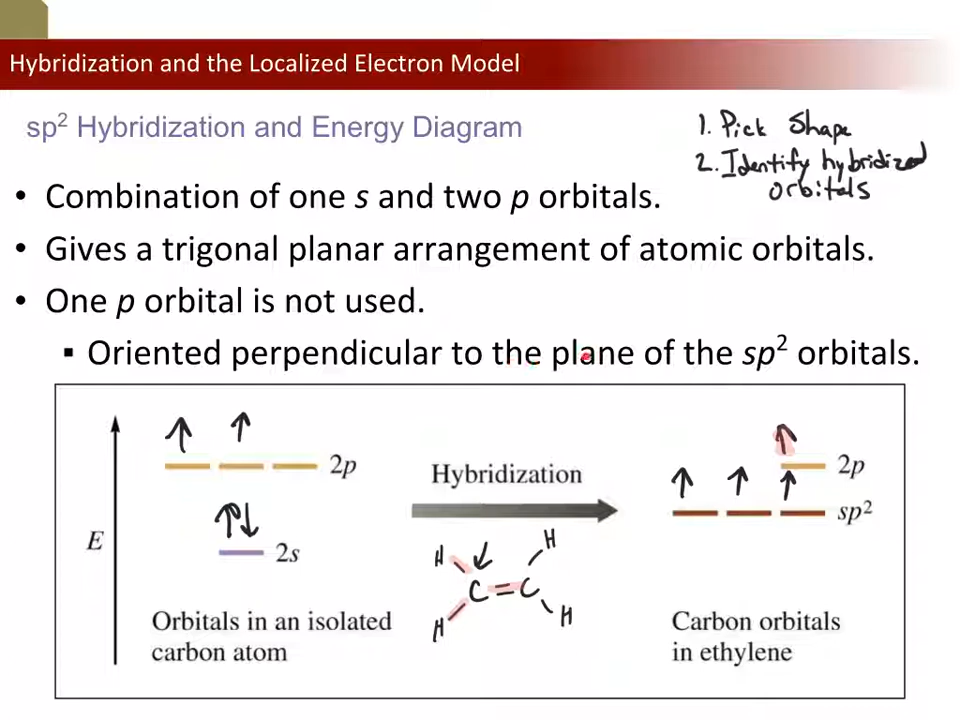 Hybridization and the Localized Electron Model
sp² Hybridization and Energy Diagram
1. Pick Shape
2. Identify hybridized
orbitals
• Combination of one s and two p orbitals.
• Gives a trigonal planar arrangement of atomic orbitals.
• One p orbital is not used.
▪ Oriented perpendicular to the plane of the sp² orbitals.
E
2p
2s
Orbitals in an isolated
carbon atom
Hybridization
H H
C = C
H H
2p
sp²
Carbon orbitals
in ethylene